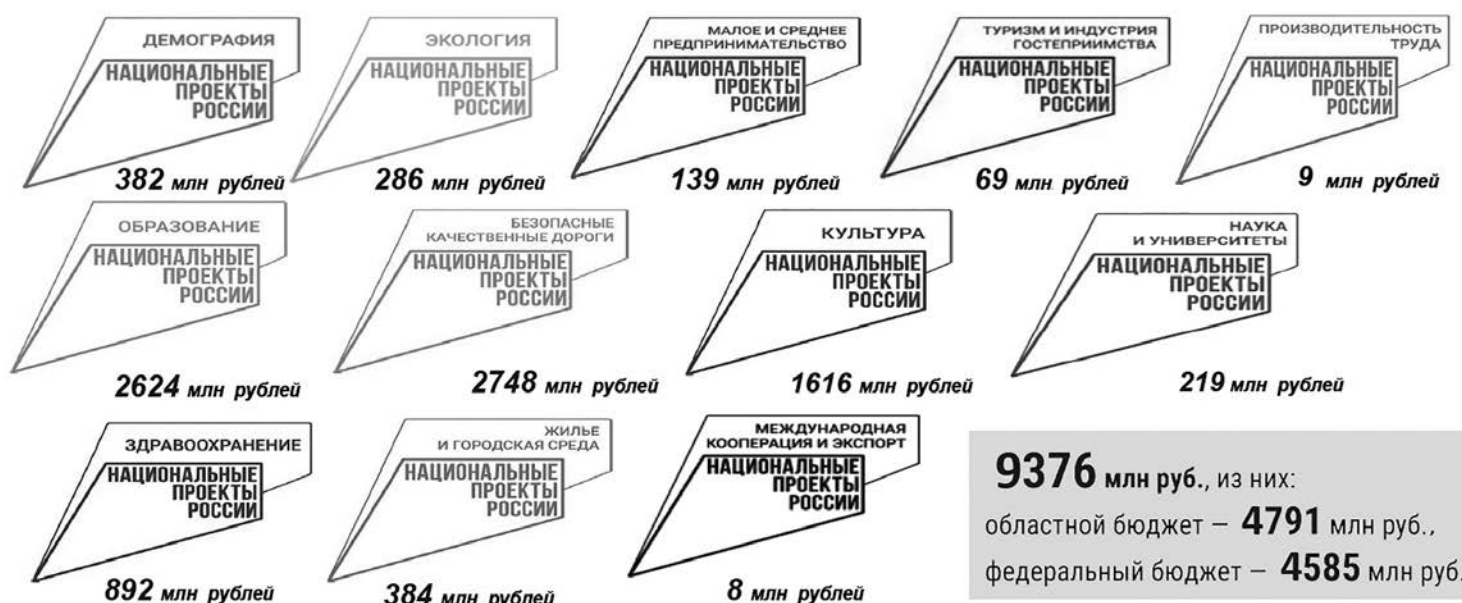 ДЕМОГРАФИЯ
НАЦИОНАЛЬНЫЕ
ПРОЕКТЫ
РОССИИ
382 млн рублей
ЭКОЛОГИЯ
НАЦИОНАЛЬНЫЕ
ПРОЕКТЫ
РОССИИ
286 млн рублей
МАЛОЕ И СРЕДНЕЕ
ПРЕДПРИНИМАТЕЛЬСТВО
НАЦИОНАЛЬНЫЕ
ПРОЕКТЫ
РОССИИ
139 млн рублей
ТУРИЗМ И ИНДУСТРИЯ
ГОСТЕПРИИМСТВА
НАЦИОНАЛЬНЫЕ
ПРОЕКТЫ
РОССИИ
69 млн рублей
ПРОИЗВОДИТЕЛЬНОСТЬ
ТРУДА
НАЦИОНАЛЬНЫЕ
ПРОЕКТЫ
РОССИИ
9 млн рублей
ОБРАЗОВАНИЕ
НАЦИОНАЛЬНЫЕ
ПРОЕКТЫ
РОССИИ
2624 млн рублей
БЕЗОПАСНЫЕ
КАЧЕСТВЕННЫЕ ДОРОГИ
НАЦИОНАЛЬНЫЕ
ПРОЕКТЫ
РОССИИ
2748 млн рублей
КУЛЬТУРА
НАЦИОНАЛЬНЫЕ
ПРОЕКТЫ
РОССИИ
1616 млн рублей
НАУКА
И УНИВЕРСИТЕТЫ
НАЦИОНАЛЬНЫЕ
ПРОЕКТЫ
РОССИИ
219 млн рублей
ЗДРАВООХРАНЕНИЕ
НАЦИОНАЛЬНЫЕ
ПРОЕКТЫ
РОССИИ
892 млн рублей
ЖИЛЬЕ
И ГОРОДСКАЯ СРЕДА
НАЦИОНАЛЬНЫЕ
ПРОЕКТЫ
РОССИИ
384 млн рублей
МЕЖДУНАРОДНАЯ
КООПЕРАЦИЯ И ЭКСПОРТ
НАЦИОНАЛЬНЫЕ
ПРОЕКТЫ
РОССИИ
8 млн рублей
9376 млн руб., из них:
областной бюджет – 4791 млн руб.,
федеральный бюджет – 4585 млн руб.